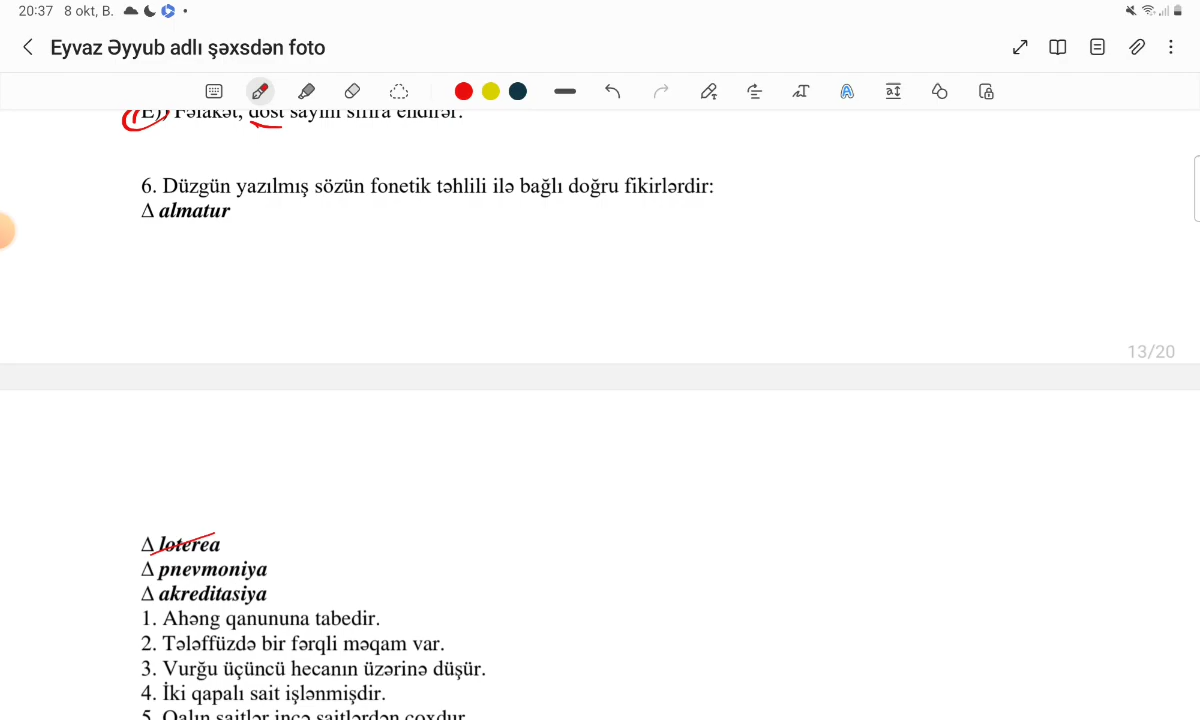 20:37 8 okt, B.
Eyvaz Əyyub adlı şəxsdən foto
(E)) Fəlakət, dost sayını sıfıra endirər.
6. Düzgün yazılmış sözün fonetik təhlili ilə bağlı doğru fikirlərdir:
Δ almatur
13/20
Δ loterea
Δ pnevmoniya
Δ akreditasiya
1. Ahəng qanununa tabedir.
2. Tələffüzdə bir fərqli məqam var.
3. Vurğu üçüncü hecanın üzərinə düşür.
4. İki qapalı sait işlənmişdir.
5. Qalın saitlər incə saitlərdən çoxdur.